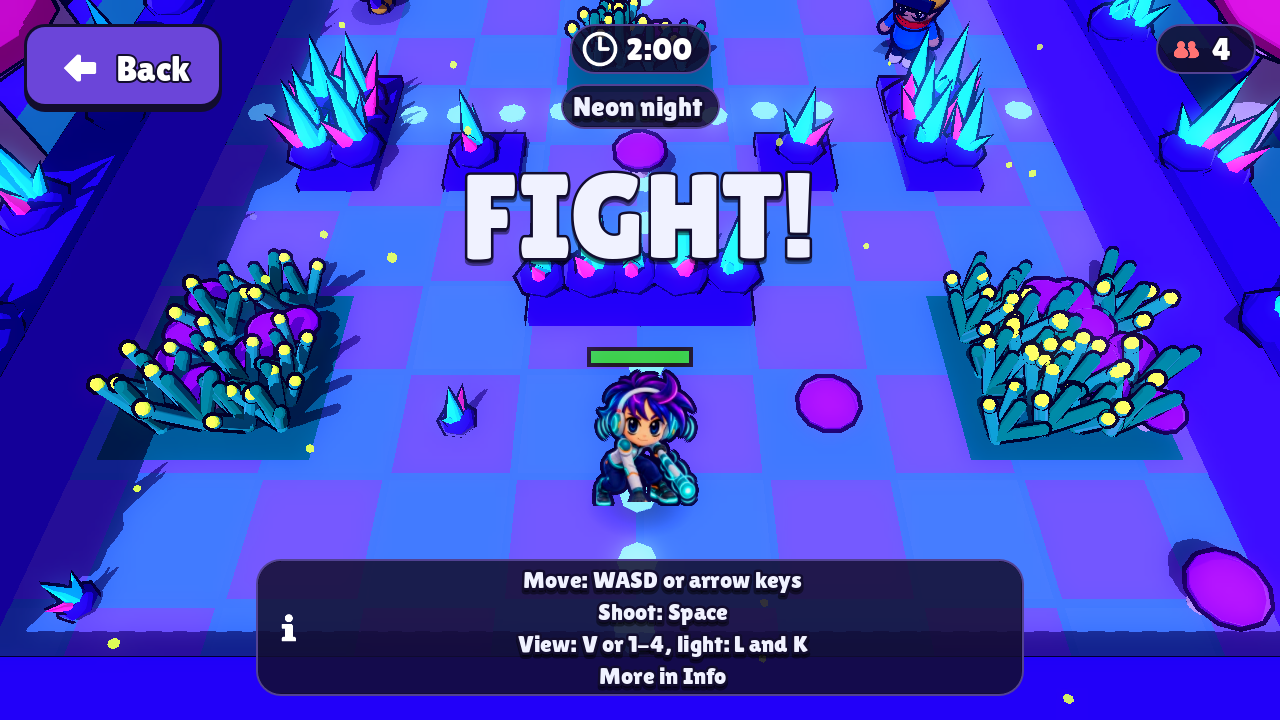 Back
2:00
4
Neon night
FIGHT!
Move: WASD or arrow keys
Shoot: Space
View: V or 1–4, light: L and K
More in Info